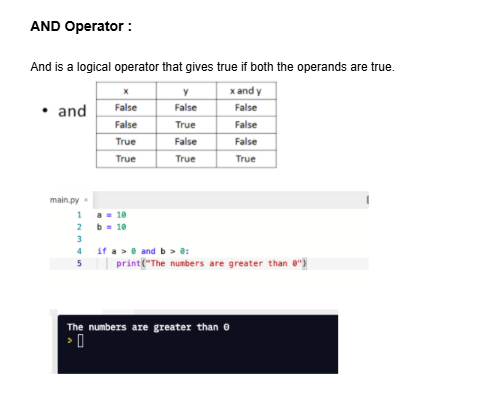 AND Operator :
And is a logical operator that gives true if both the operands are true.
• and
x y x and y
False False False
False True False
True False False
True True True
main.py ×
1 a = 10
2 b = 10
3
4 if a > 0 and b > 0:
5 print("The numbers are greater than 0")
The numbers are greater than 0
>